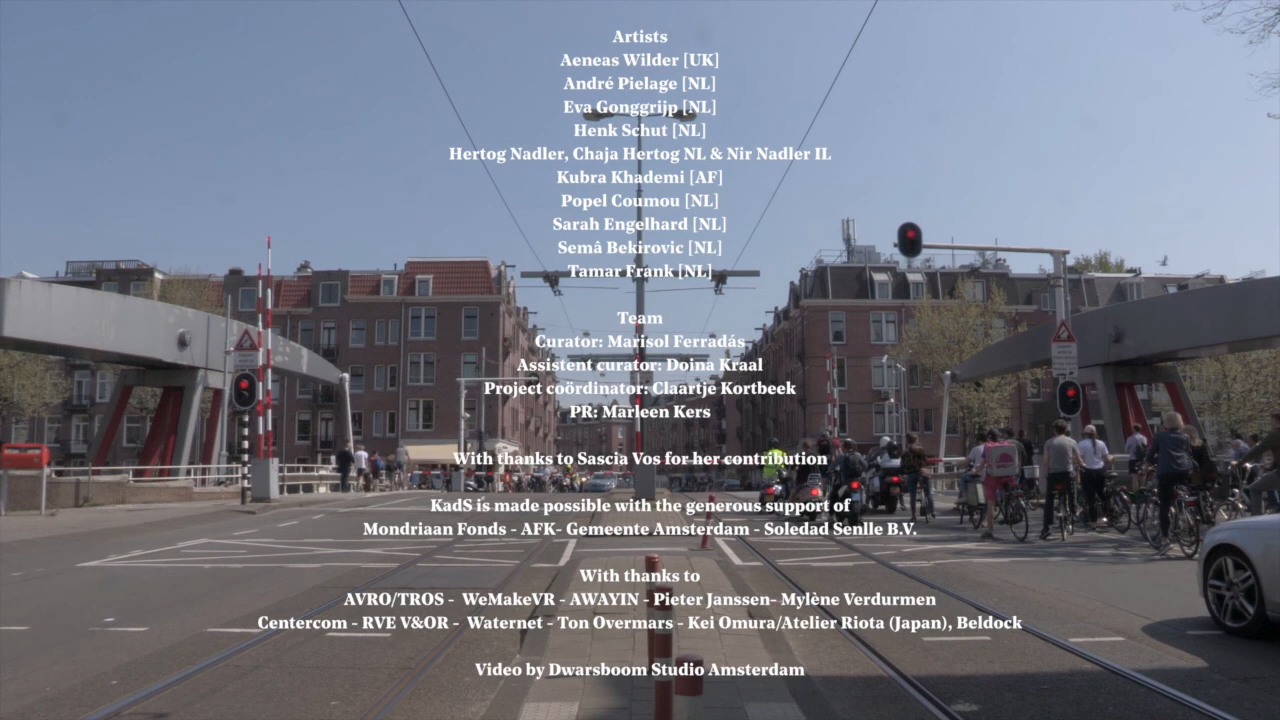 Artists
Aeneas Wilder [UK]
André Pielage [NL]
Eva Gonggrijp [NL]
Henk Schut [NL]
Hertog Nadler, Chaja Hertog NL & Nir Nadler IL
Kubra Khademi [AF]
Popel Coumou [NL]
Sarah Engelhard [NL]
Semâ Bekirovic [NL]
Tamar Frank [NL]
Team
Curator: Marisol Ferradás
Assistent curator: Doina Kraal
Project coördinator: Claartje Kortbeek
PR: Marleen Kers
With thanks to Sascia Vos for her contribution
KadS is made possible with the generous support of
Mondriaan Fonds - AFK- Gemeente Amsterdam - Soledad Senlle B.V.
With thanks to
AVRO/TROS - WeMakeVR - AWAYIN - Pieter Janssen- Mylène Verdurmen
Centercom - RVE V&OR - Waternet - Ton Overmars - Kei Omura/Atelier Riota (Japan), Beldock
Video by Dwarsboom Studio Amsterdam